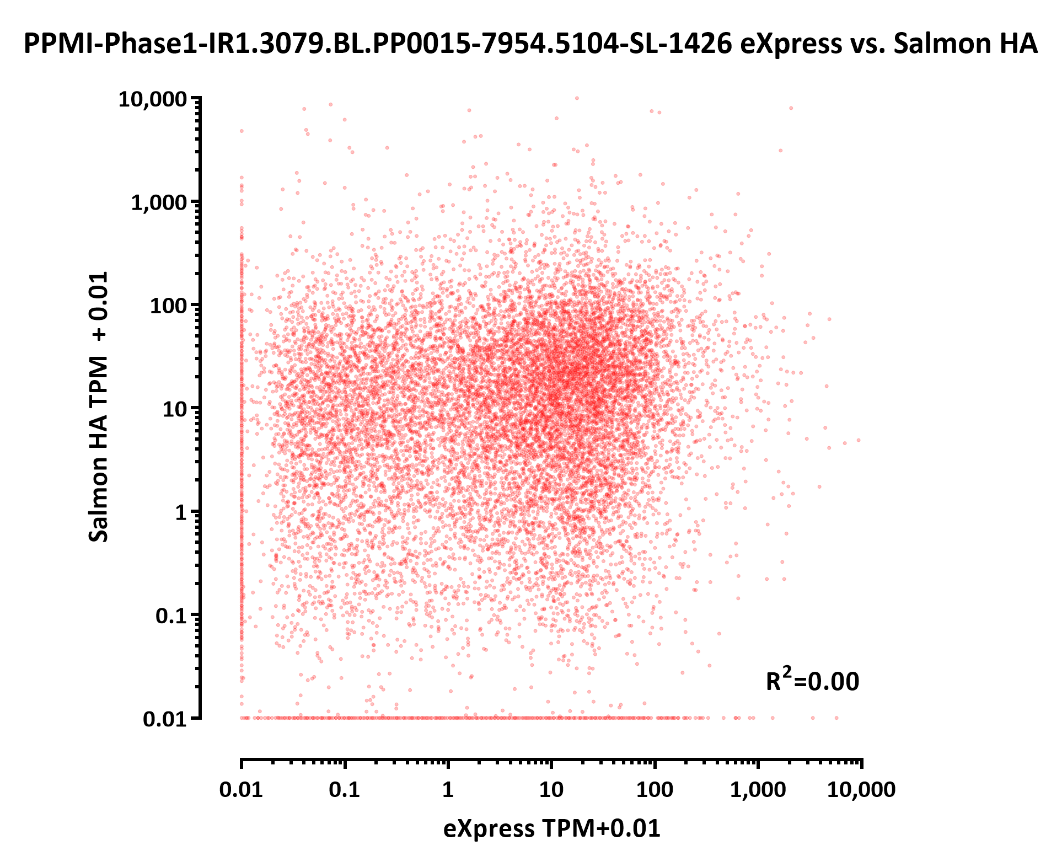 PPMI-Phase1-IR1.3079.BL.PP0015-7954.5104-SL-1426 eXpress vs. Salmon HA
10,000
1,000
100
10
1
0.1
0.01
Salmon HA TPM + 0.01
R²=0.00
0.01 0.1 1 10 100 1,000 10,000
eXpress TPM+0.01